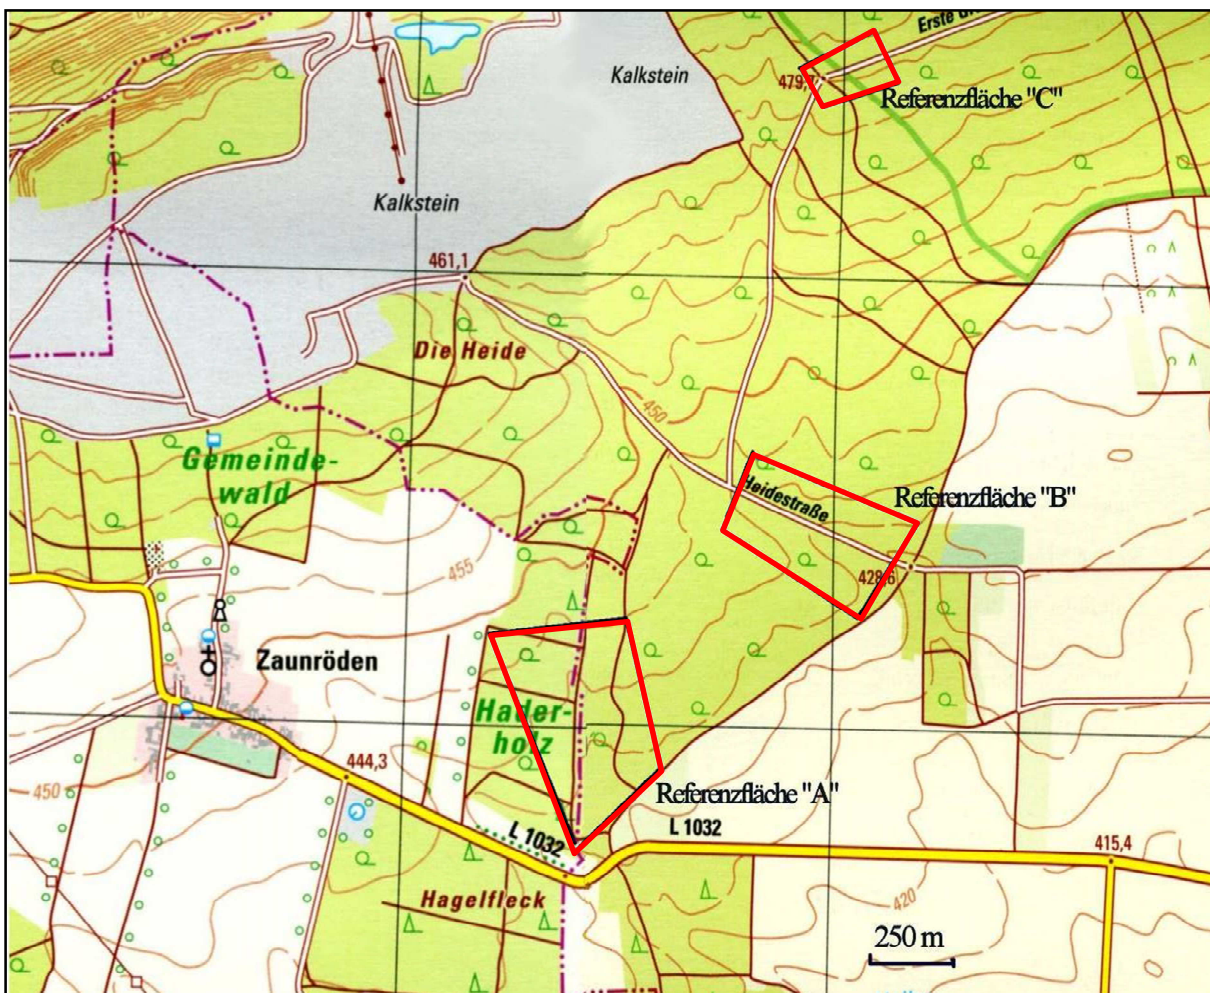 Erste
Kalkstein
479,7
Referenzfläche "C"
Kalkstein
461,1
Die Heide
450
Gemeinde-
wald
Heidestraße
Referenzfläche "B"
455
428,6
Zaunröden
Hader-
holz
444,3
450
Referenzfläche "A"
L 1032
L 1032
415,4
Hagelfleck
420
250 m